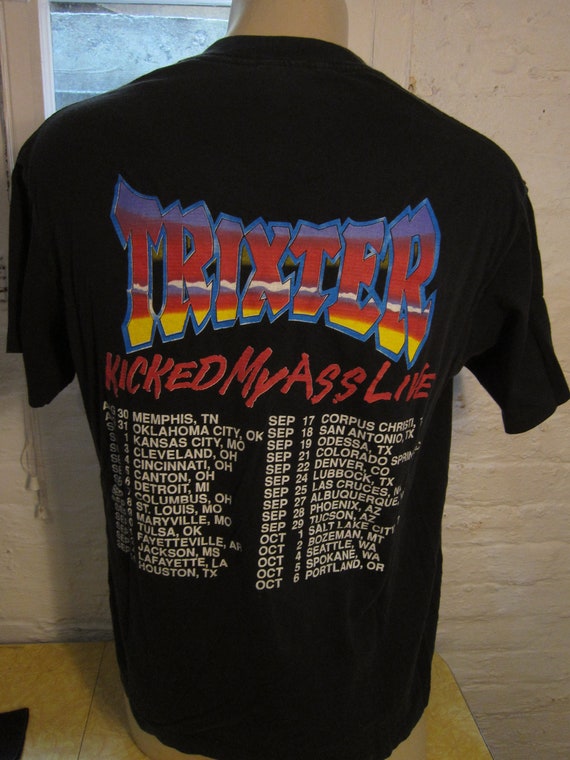 TRIXTER
KICKED MY ASS LIVE
30 MEMPHIS, TN
31 OKLAHOMA CITY, OK
1 KANSAS CITY, MO
CLEVELAND, OH
CINCINNATI, OH
CANTON, OH
DETROIT, MI
COLUMBUS, OH
ST. LOUIS, MO
MARYVILLE, MO
TULSA, OK
FAYETTEVILLE, AR
JACKSON, MS
LAFAYETTE, LA
HOUSTON, TX
SEP 17 CORPUS CHRISTI,
SEP 18 SAN ANTONIO, TX
SEP 19 ODESSA, TX
SEP 21 COLORADO
SEP 22 DENVER, CO
SEP 24 LUBBOCK, TX
SEP 25 LAS CRUCES,
SEP 27 ALBUQUERQUE,
SEP 28 PHOENIX, AZ
SEP 29 TUCSON, AZ
OCT 1 SALT LAKE CITY,
OCT 2 BOZEMAN, MT
OCT 4 SEATTLE, WA
OCT 5 SPOKANE, WA
OCT 6 PORTLAND, OR